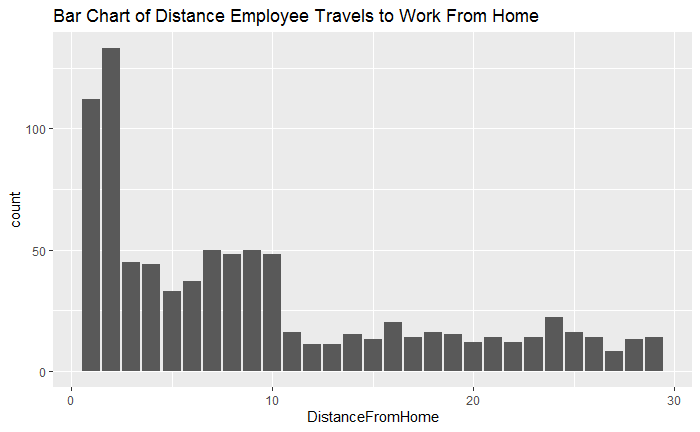 Bar Chart of Distance Employee Travels to Work From Home
count
100
50
0
0 10 20 30
DistanceFromHome